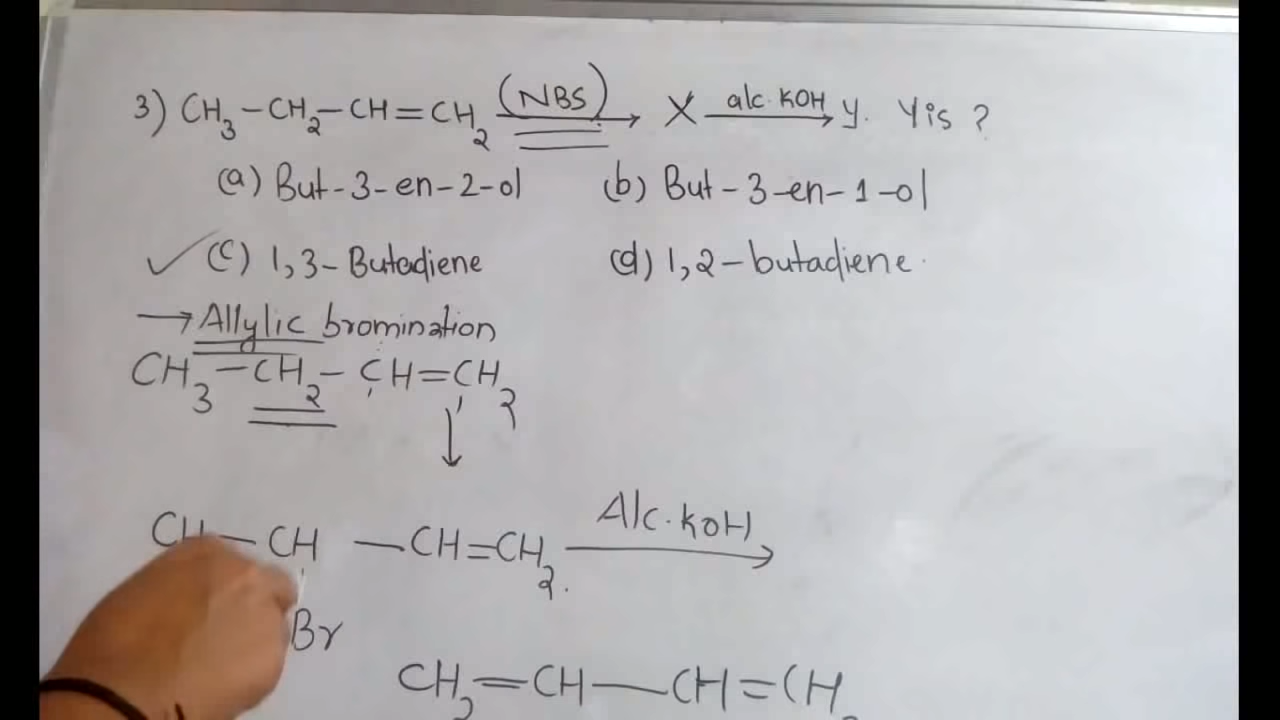 3) CH₃-CH₂-CH=CH₂ (NBS) → X alc. KOH → Y. Y is ?
(a) But-3-en-2-ol (b) But-3-en-1-ol
✓ (C) 1,3-Butadiene (d) 1,2-butadiene.
→ Allylic bromination
CH₃-CH₂-CH=CH₂
↓
CH-CH-CH=CH₂. Alc. KOH →
Br
CH₂=CH-CH=CH₂